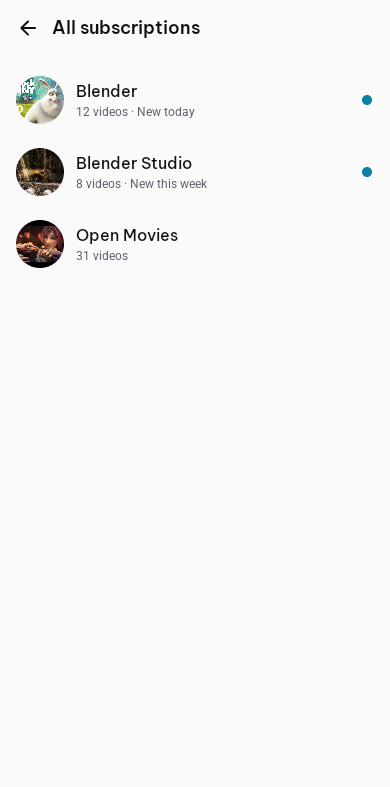 All subscriptions
Blender
12 videos · New today
Blender Studio
8 videos · New this week
Open Movies
31 videos